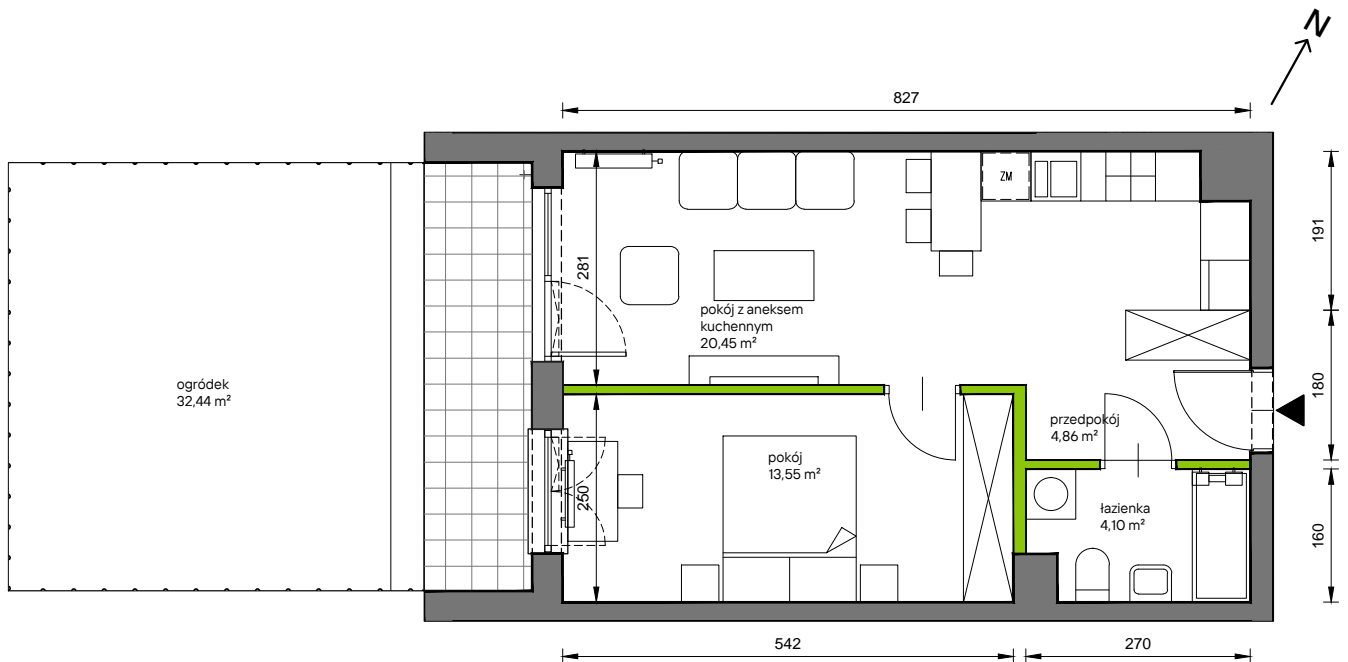 N
827
ZM
191
281
pokój z aneksem
kuchennym
20,45 m²
ogródek
32,44 m²
180
przedpokój
4,86 m²
pokój
13,55 m²
250
łazienka
4,10 m²
160
542
270